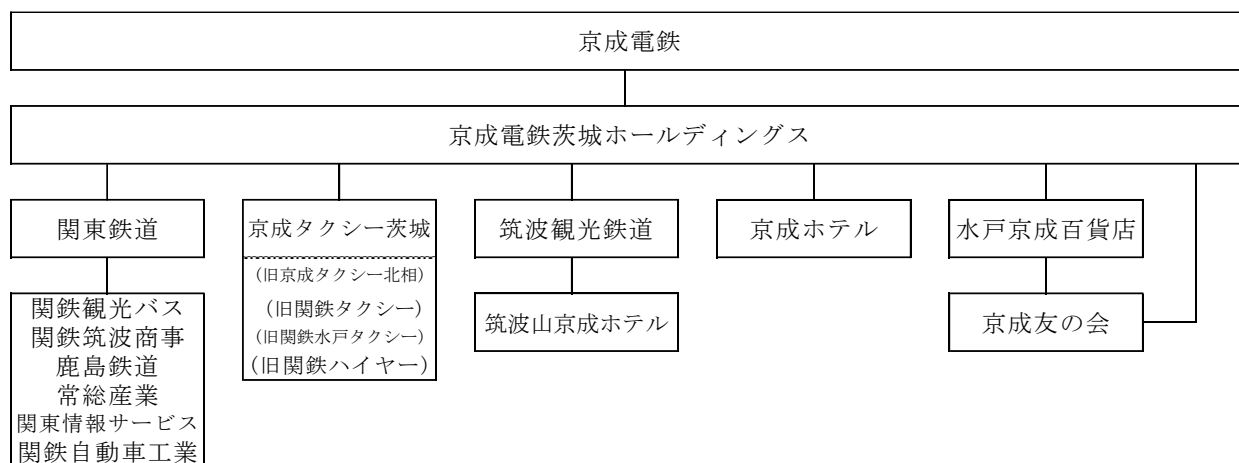 京成電鉄
京成電鉄茨城ホールディングス
関東鉄道
京成タクシー茨城
筑波観光鉄道
京成ホテル
水戸京成百貨店
(旧京成タクシー北相)
(旧関鉄タクシー)
(旧関鉄水戸タクシー)
(旧関鉄ハイヤー)
筑波山京成ホテル
京成友の会
関鉄観光バス
関鉄筑波商事
鹿島鉄道
常総産業
関東情報サービス
関鉄自動車工業